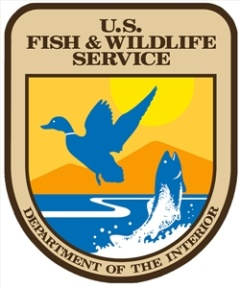 U.S.
FISH & WILDLIFE
SERVICE
DEPARTMENT OF THE INTERIOR